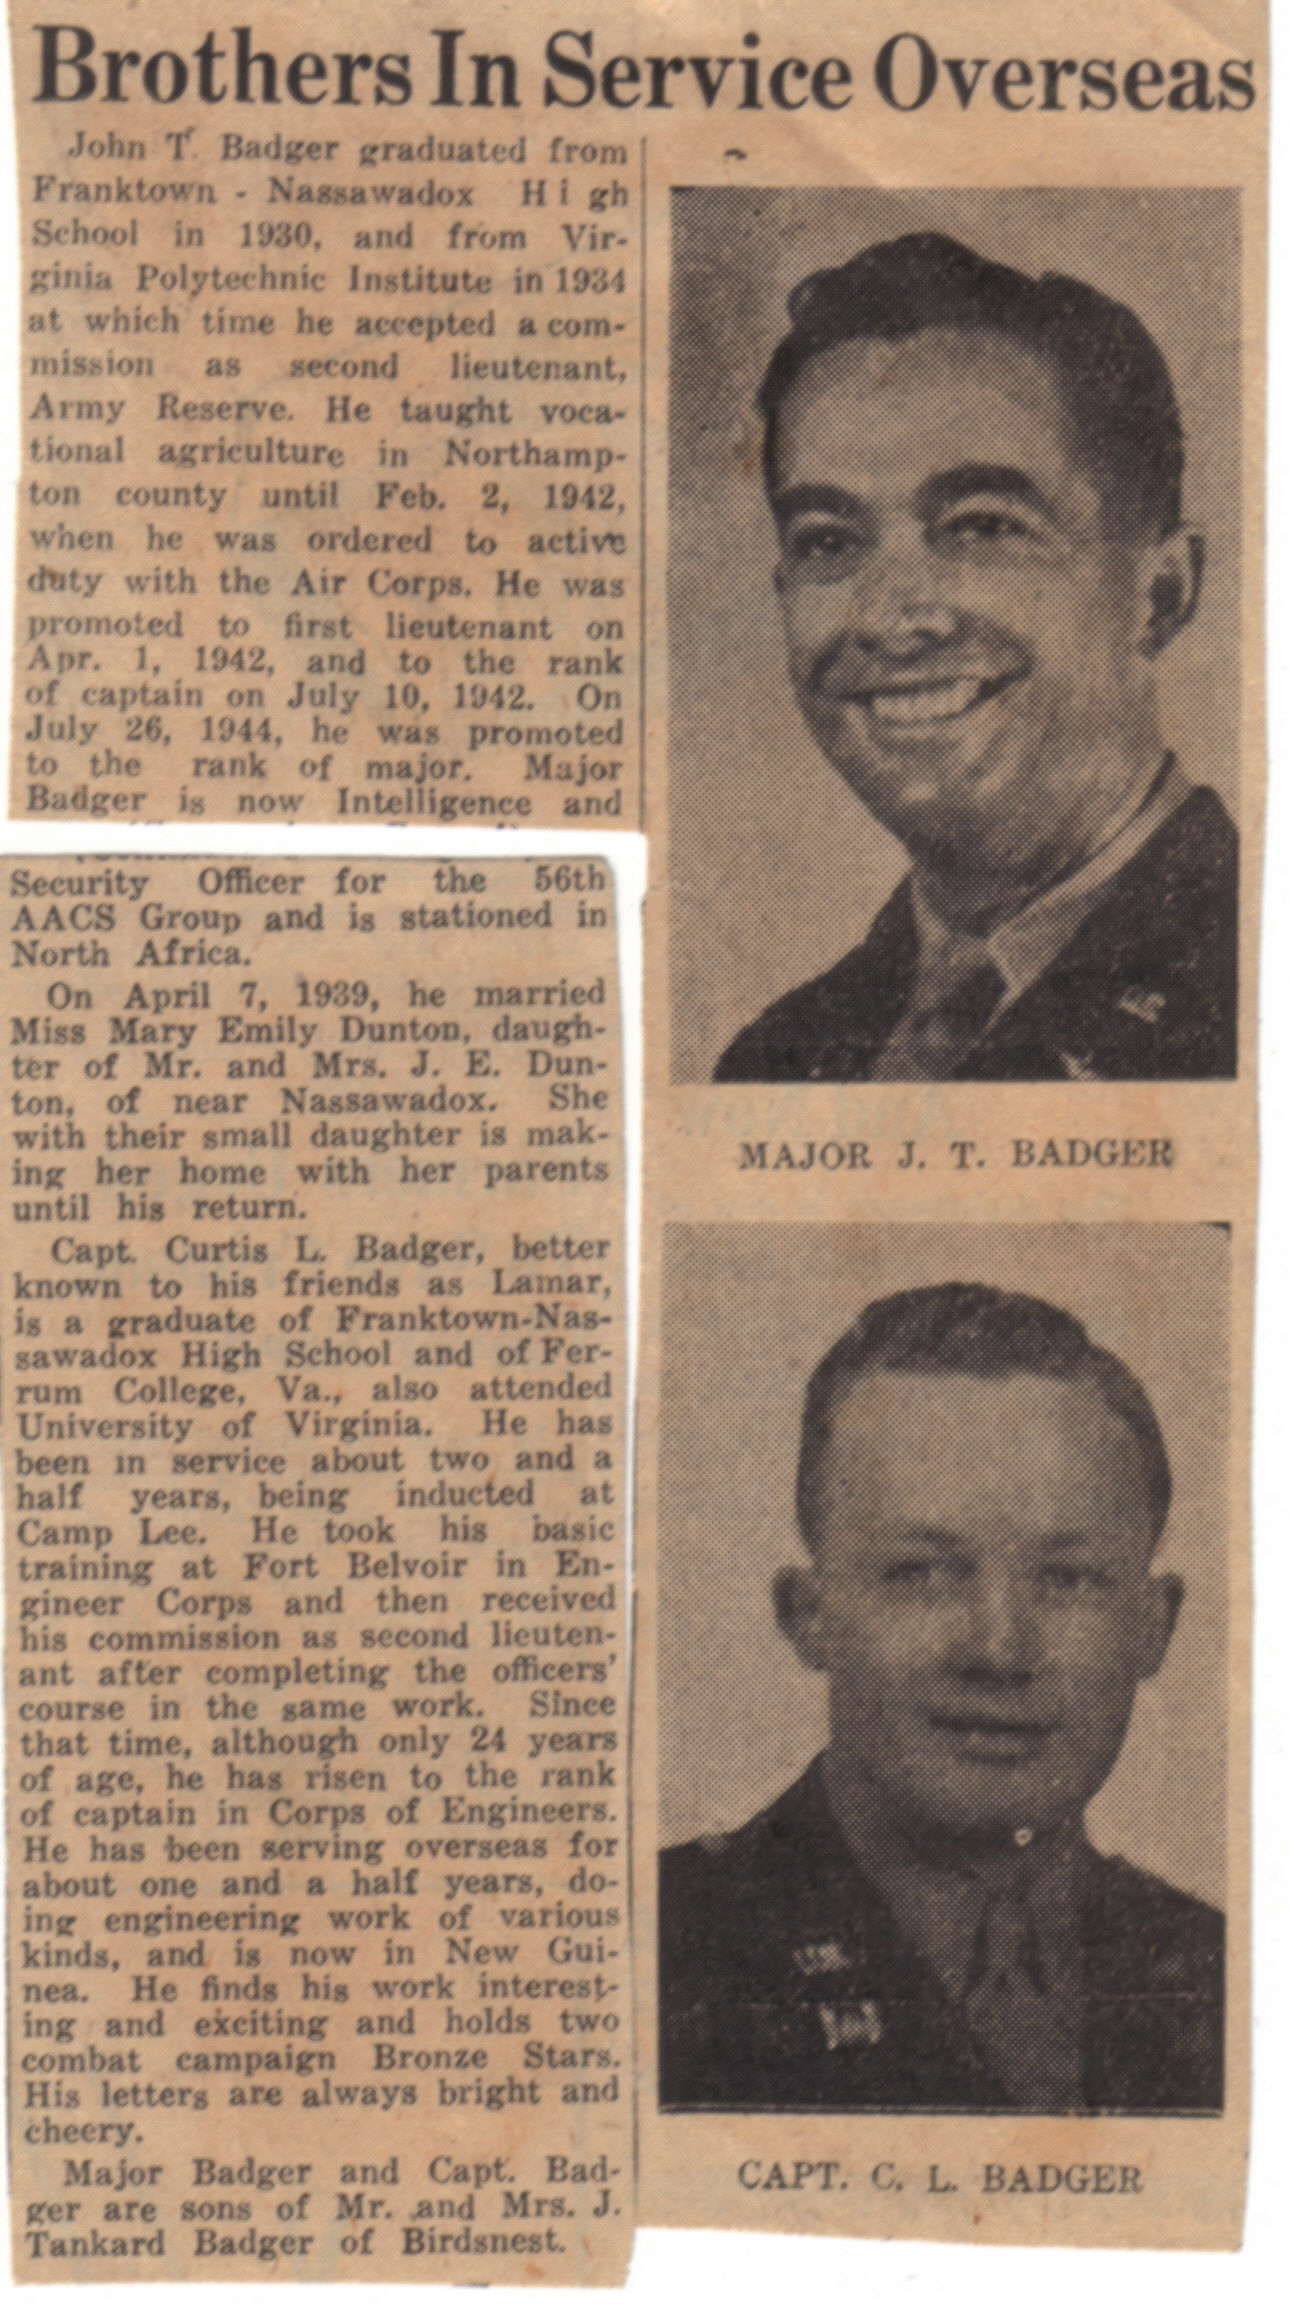 Brothers In Service Overseas
John T. Badger graduated from
Franktown - Nassawadox High
School in 1930, and from Vir-
ginia Polytechnic Institute in 1934
at which time he accepted a com-
mission as second lieutenant,
Army Reserve. He taught voca-
tional agriculture in Northamp-
ton county until Feb. 2, 1942,
when he was ordered to active
duty with the Air Corps. He was
promoted to first lieutenant on
Apr. 1, 1942, and to the rank
of captain on July 10, 1942. On
July 26, 1944, he was promoted
to the rank of major. Major
Badger is now Intelligence and
Security Officer for the 56th
AACS Group and is stationed in
North Africa.
On April 7, 1939, he married
Miss Mary Emily Dunton, daugh-
ter of Mr. and Mrs. J. E. Dun-
ton, of near Nassawadox. She
with their small daughter is mak-
ing her home with her parents
until his return.
Capt. Curtis L. Badger, better
known to his friends as Lamar,
is a graduate of Franktown-Nas-
sawadox High School and of Fer-
rum College, Va., also attended
University of Virginia. He has
been in service about two and a
half years, being inducted at
Camp Lee. He took his basic
training at Fort Belvoir in En-
gineer Corps and then received
his commission as second lieuten-
ant after completing the officers'
course in the same work. Since
that time, although only 24 years
of age, he has risen to the rank
of captain in Corps of Engineers.
He has been serving overseas for
about one and a half years, do-
ing engineering work of various
kinds, and is now in New Gui-
nea. He finds his work interest-
ing and exciting and holds two
combat campaign Bronze Stars.
His letters are always bright and
cheery.
Major Badger and Capt. Bad-
ger are sons of Mr. and Mrs. J.
Tankard Badger of Birdsnest.
MAJOR J. T. BADGER
CAPT. C. L. BADGER